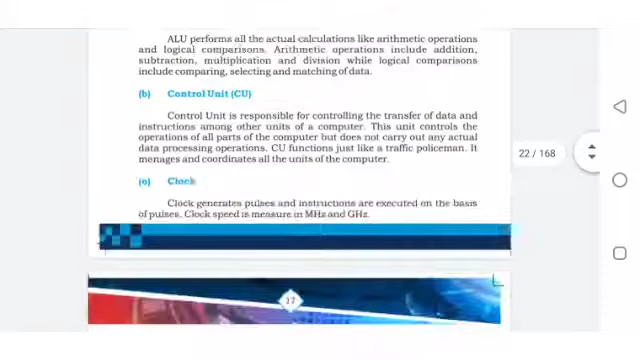 ALU performs all the actual calculations like arithmetic operations
and logical comparisons. Arithmetic operations include addition,
subtraction, multiplication and division while logical comparisons
include comparing, selecting and matching of data.
(b) Control Unit (CU)
Control Unit is responsible for controlling the transfer of data and
instructions among other units of a computer. This unit controls the
operations of all parts of the computer but does not carry out any actual
data processing operations. CU functions just like a traffic policeman. It
menages and coordinates all the units of the computer.
(c) Clock
Clock generates pulses and instructions are executed on the basis
of pulses. Clock speed is measure in MHz and GHz.
22 / 168
17